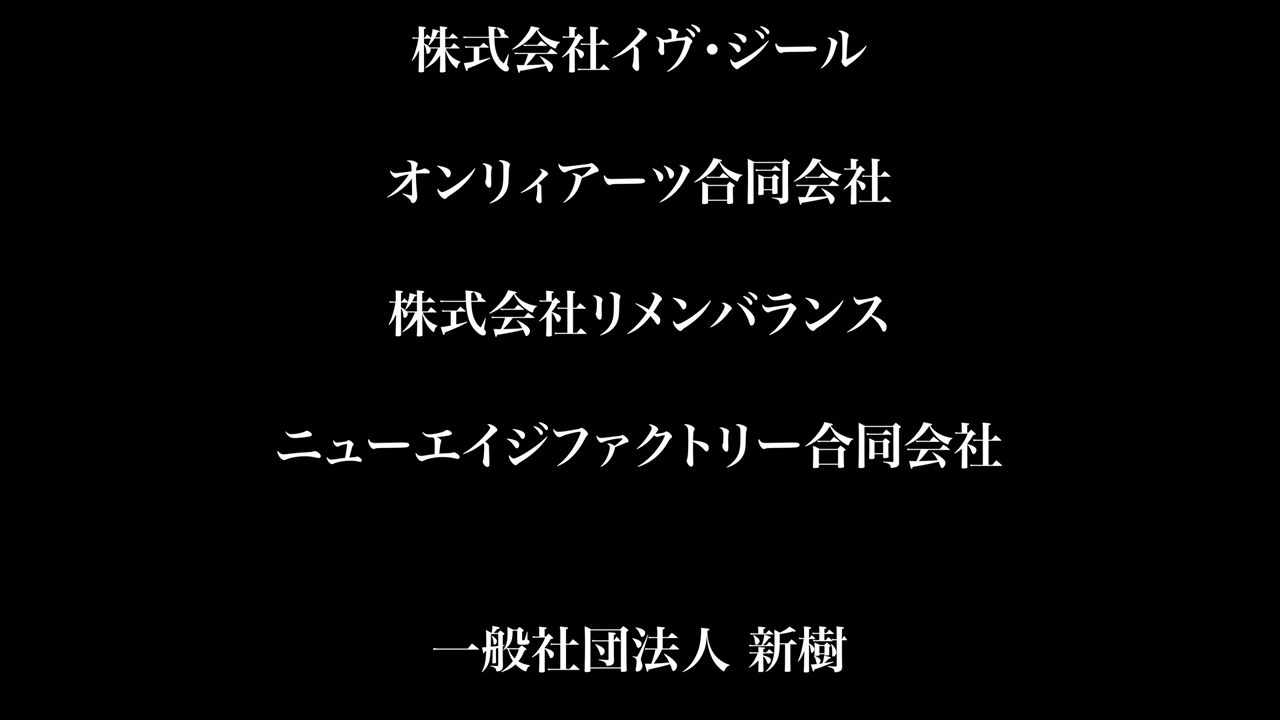 株式会社イヴ・ジール
オンリィアーツ合同会社
株式会社リメンバランス
ニューエイジファクトリー合同会社
一般社団法人 新樹